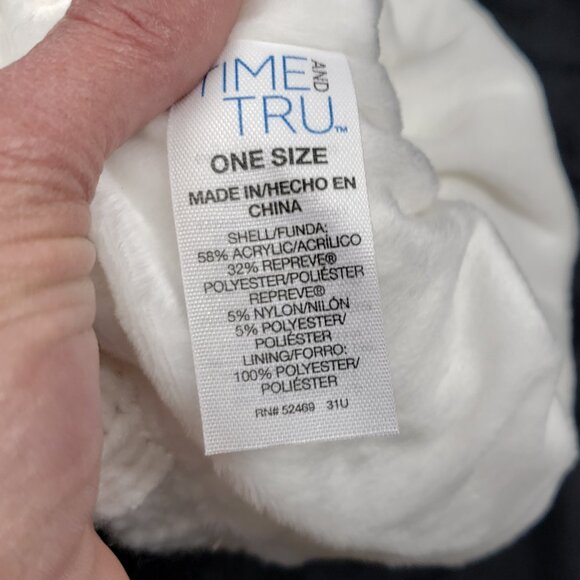 TIME AND
TRU™
ONE SIZE
MADE IN/HECHO EN
CHINA
SHELL/FUNDA:
58% ACRYLIC/ACRÍLICO
32% REPREVE®
POLYESTER/POLIÉSTER
REPREVE®
5% NYLON/NILÓN
5% POLYESTER/
POLIÉSTER
LINING/FORRO:
100% POLYESTER/
POLIÉSTER
RN# 52469 31U